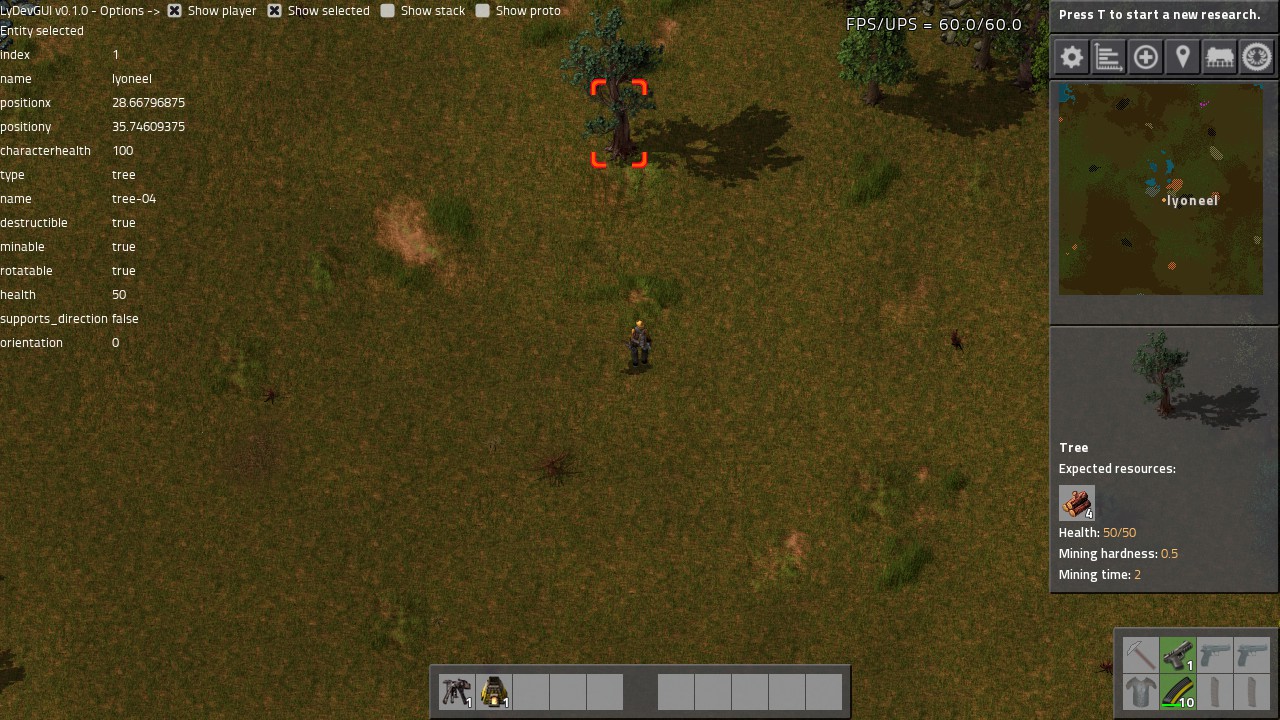 LyDevGUI v0.1.0 - Options -> Show player Show selected Show stack Show proto
Entity selected
index 1
name lyoneel
positionx 28.66796875
positiony 35.74609375
characterhealth 100
type tree
name tree-04
destructible true
minable true
rotatable true
health 50
supports_direction false
orientation 0
FPS/UPS = 60.0/60.0
Press T to start a new research.
lyoneel
Tree
Expected resources:
4
Health: 50/50
Mining hardness: 0.5
Mining time: 2
1
10
1 1